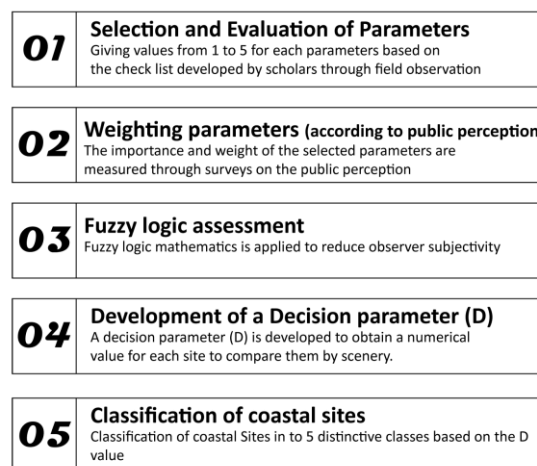 01
Selection and Evaluation of Parameters
Giving values from 1 to 5 for each parameters based on
the check list developed by scholars through field observation
02
Weighting parameters (according to public perception
The importance and weight of the selected parameters are
measured through surveys on the public perception
03
Fuzzy logic assessment
Fuzzy logic mathematics is applied to reduce observer subjectivity
04
Development of a Decision parameter (D)
A decision parameter (D) is developed to obtain a numerical
value for each site to compare them by scenery.
05
Classification of coastal sites
Classification of coastal Sites in to 5 distinctive classes based on the D
value